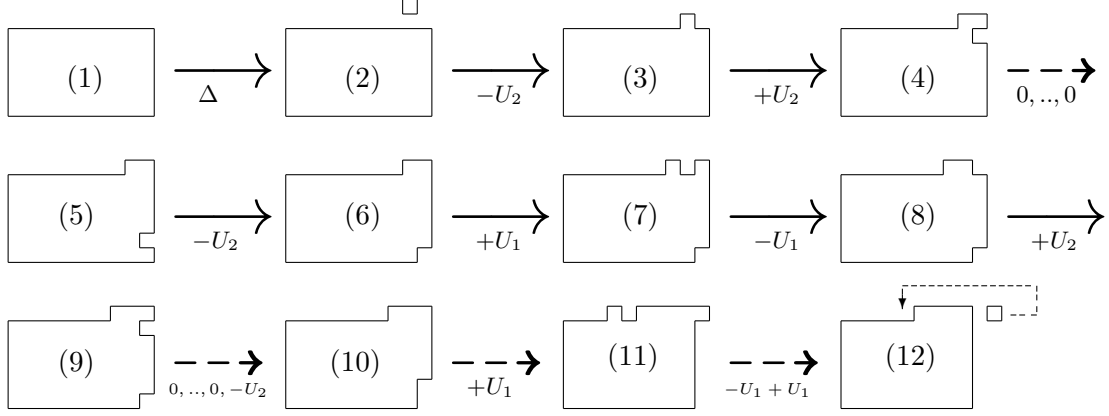 (1) (2) (3) (4)
Δ −U₂ +U₂ 0, .., 0
(5) (6) (7) (8)
−U₂ +U₁ −U₁ +U₂
(9) (10) (11) (12)
0, .., 0, −U₂ +U₁ −U₁ + U₁